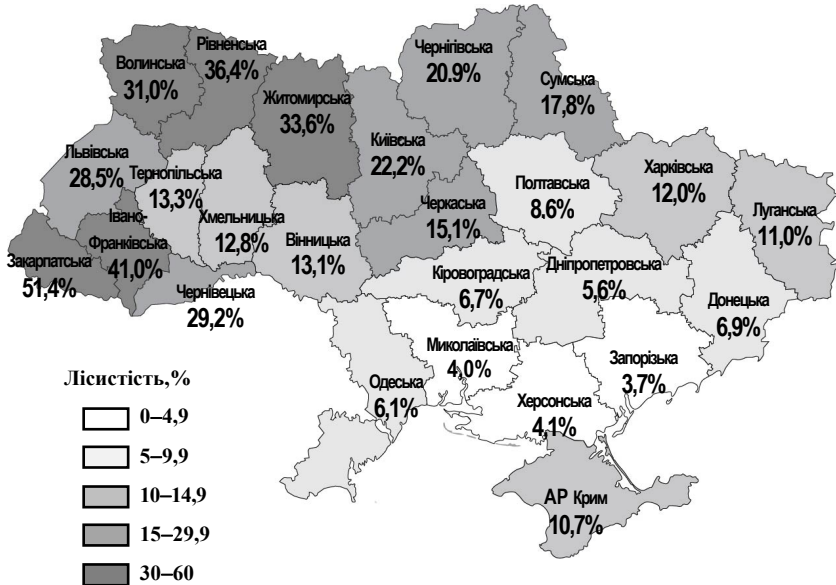 Волинська
31,0%
Рівненська
36,4%
Житомирська
33,6%
Чернігівська
20.9%
Сумська
17,8%
Київська
22,2%
Львівська
28,5%
Тернопільська
13,3%
Хмельницька
12,8%
Вінницька
13,1%
Черкаська
15,1%
Полтавська
8.6%
Харківська
12,0%
Луганська
11,0%
Івано-
Франківська
41,0%
Закарпатська
51,4%
Чернівецька
29,2%
Кіровоградська
6,7%
Дніпропетровська
5,6%
Донецька
6,9%
Миколаївська
4,0%
Запорізька
3,7%
Одеська
6,1%
Херсонська
4,1%
АР Крим
10,7%
Лісистість,%
0–4,9
5–9,9
10–14,9
15–29,9
30–60